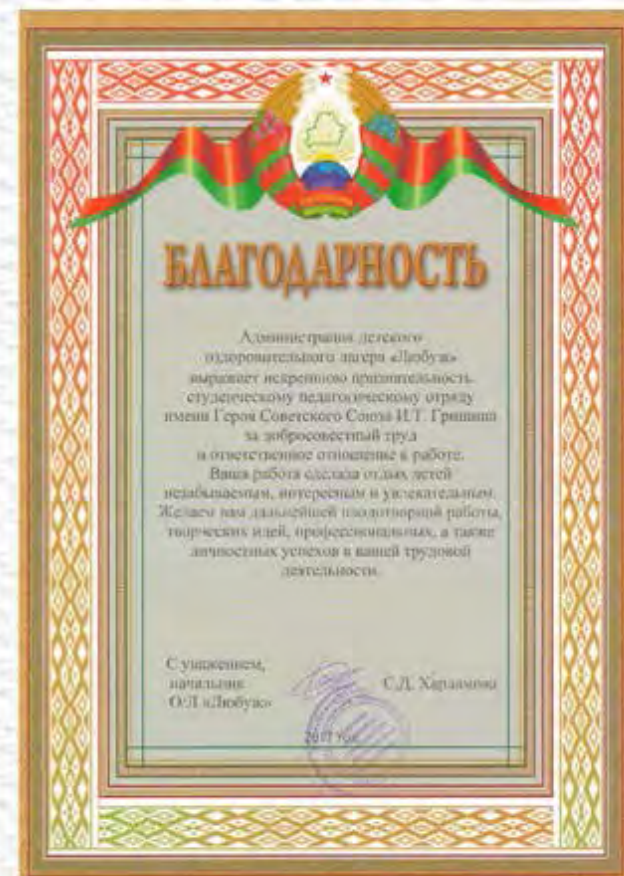 БЛАГОДАРНОСТЬ
Администрация детского
оздоровительного лагеря «Любуж»
выражает искреннюю признательность
студенческому педагогическому отряду
имени Героя Советского Союза И.Т. Гришина
за добросовестный труд
и ответственное отношение к работе.
Ваша работа сделала отдых детей
незабываемым, интересным и увлекательным.
Желаем вам дальнейшей плодотворной работы,
творческих идей, профессиональных, а также
личностных успехов в вашей трудовой
деятельности.
С уважением,
начальник
О/Л «Любуж»
С.Д.
2017 год